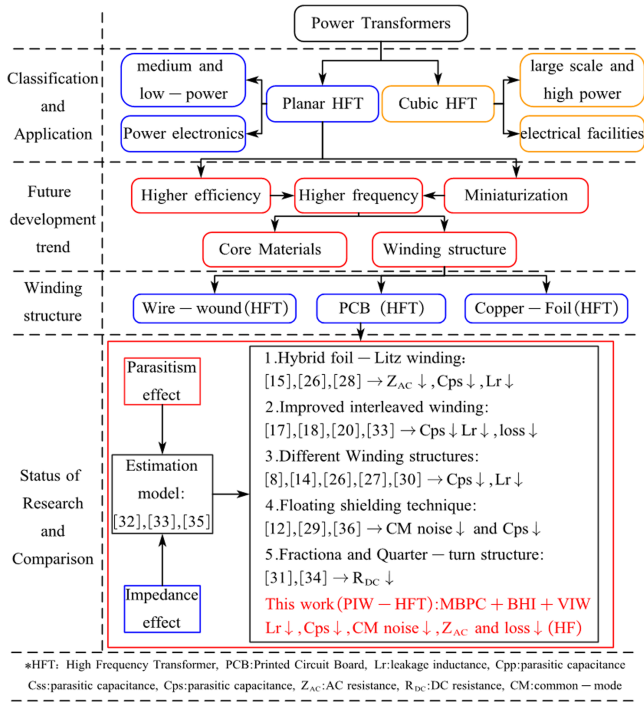 Power Transformers
Classification
and
Application
medium and
low－power
Power electronics
Planar HFT
Cubic HFT
large scale and
high power
electrical facilities
Future
development
trend
Higher efficiency
Higher frequency
Miniaturization
Core Materials
Winding structure
Winding
structure
Wire－wound(HFT)
PCB (HFT)
Copper－Foil(HFT)
Status of
Research
and
Comparison
Parasitism
effect
Estimation
model:
[32],[33],[35]
Impedance
effect
1.Hybrid foil－Litz winding:
[15],[26],[28]→Z_AC↓,Cps↓,Lr↓
2.Improved interleaved winding:
[17],[18],[20],[33]→Cps↓Lr↓,loss↓
3.Different Winding structures:
[8],[14],[26],[27],[30]→Cps↓,Lr↓
4.Floating shielding technique:
[12],[29],[36]→CM noise↓ and Cps↓
5.Fractiona and Quarter－turn structure:
[31],[34]→R_DC↓
This work(PIW－HFT):MBPC+BHI+VIW
Lr↓,Cps↓,CM noise↓,Z_AC and loss↓(HF)
*HFT: High Frequency Transformer, PCB:Printed Circuit Board, Lr:leakage inductance, Cpp:parasitic capacitance
Css:parasitic capacitance, Cps:parasitic capacitance, Z_AC:AC resistance, R_DC:DC resistance, CM:common－mode